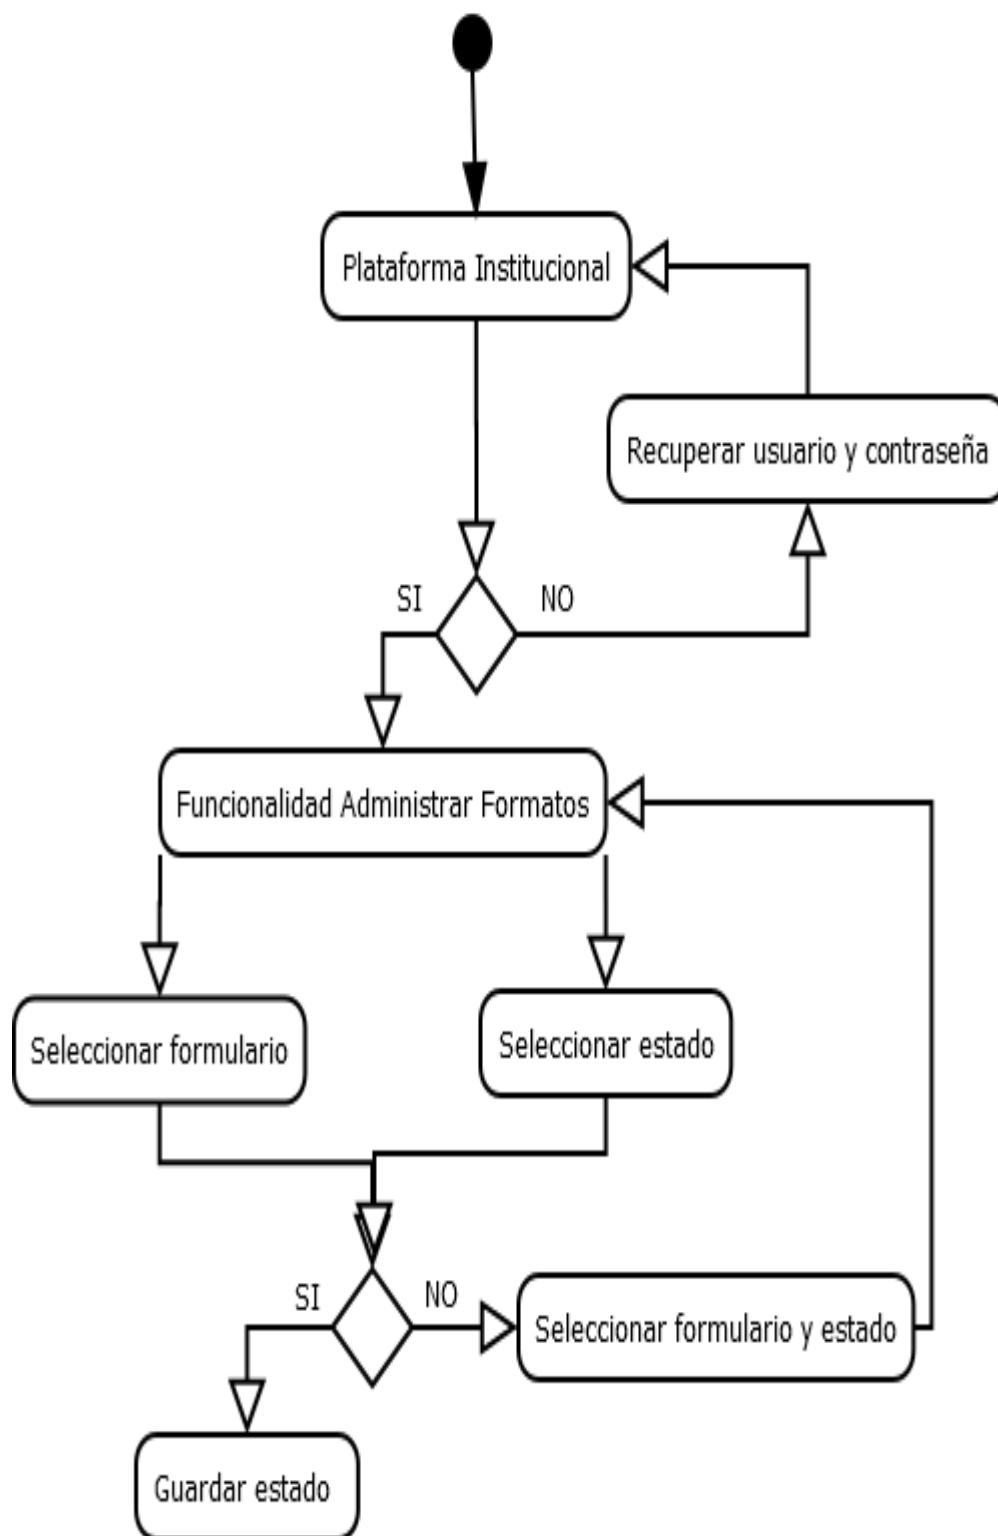 Plataforma Institucional
Recuperar usuario y contraseña
SI
NO
Funcionalidad Administrar Formatos
Seleccionar formulario
Seleccionar estado
SI
NO
Seleccionar formulario y estado
Guardar estado